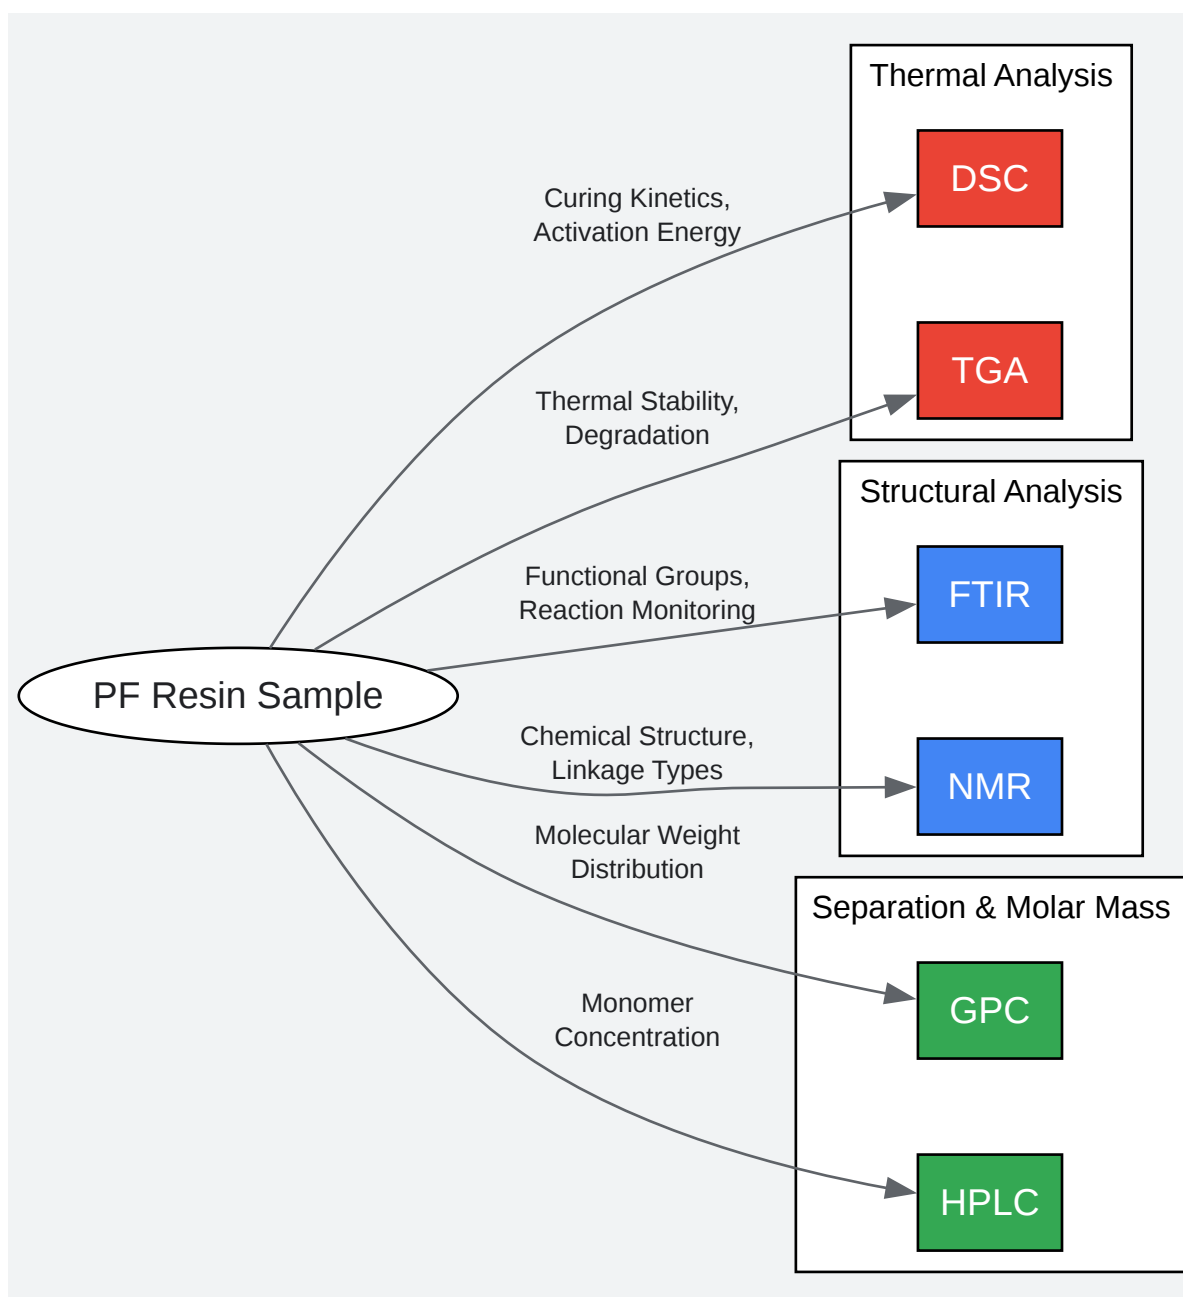 Thermal Analysis
DSC
Curing Kinetics,
Activation Energy
TGA
Thermal Stability,
Degradation
Structural Analysis
FTIR
Functional Groups,
Reaction Monitoring
PF Resin Sample
Chemical Structure,
Linkage Types
NMR
Molecular Weight
Distribution
Separation & Molar Mass
GPC
Monomer
Concentration
HPLC